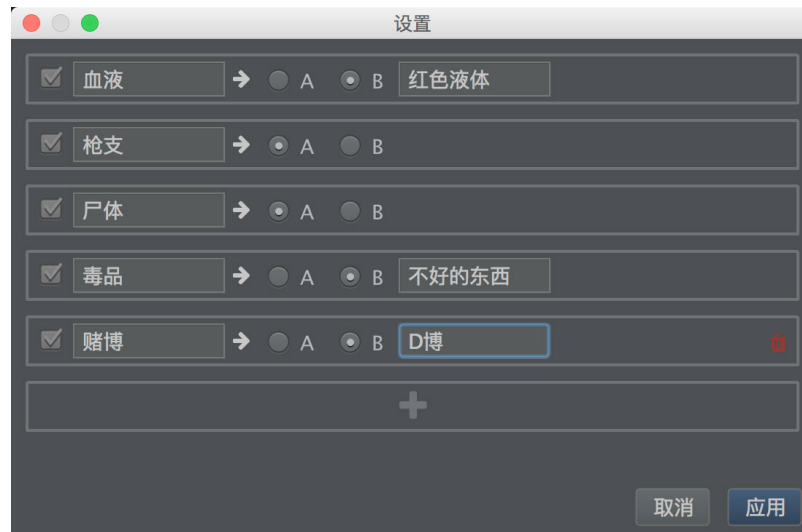 设置
血液 A B 红色液体
枪支 A B
尸体 A B
毒品 A B 不好的东西
赌博 A B D博
取消 应用